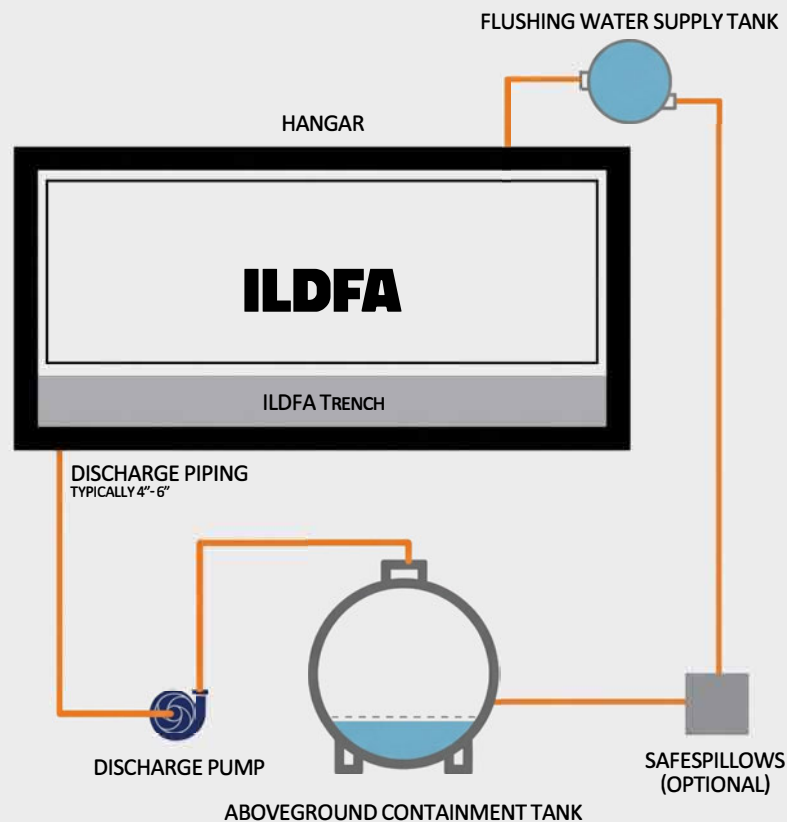 FLUSHING WATER SUPPLY TANK
HANGAR
ILDFA
ILDFA TRENCH
DISCHARGE PIPING
TYPICALLY 4"- 6"
DISCHARGE PUMP
SAFESPILLOWS
(OPTIONAL)
ABOVEGROUND CONTAINMENT TANK